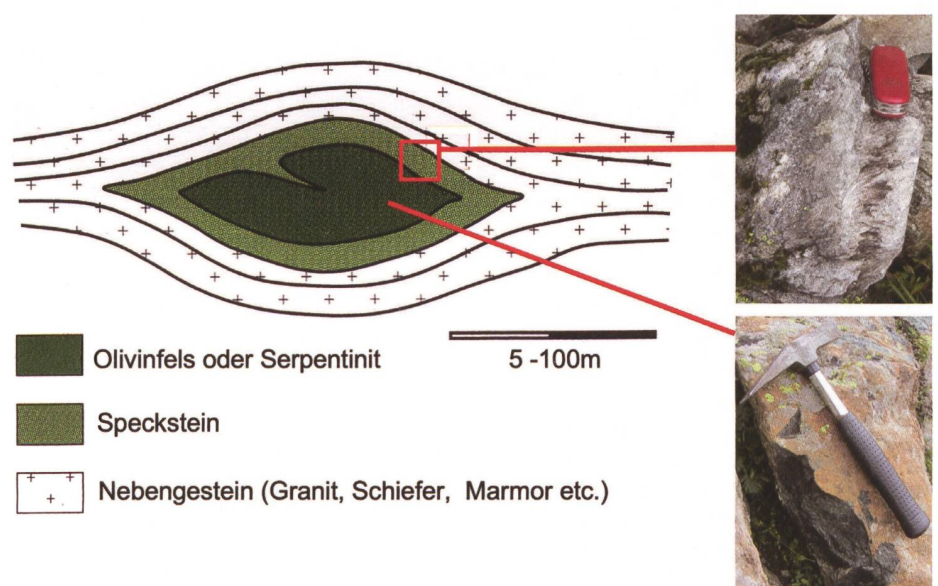 Olivinfels oder Serpentinit
5 -100m
Speckstein
Nebengestein (Granit, Schiefer, Marmor etc.)